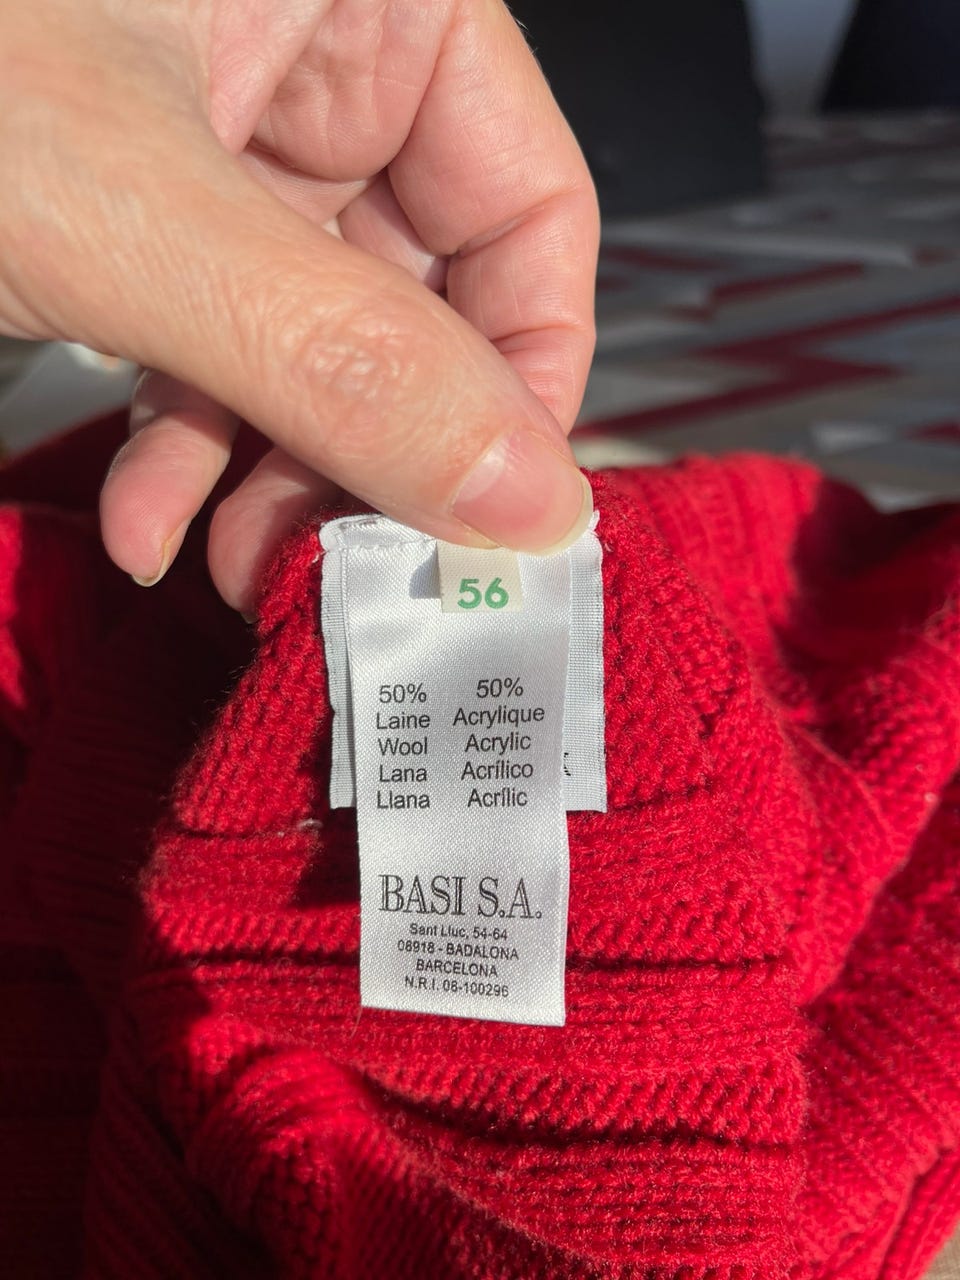 56
50% 50%
Laine Acrylique
Wool Acrylic
Lana Acrílico
Llana Acrílic
BASI S.A.
Sant Lluc, 54-64
08918 - BADALONA
BARCELONA
N.R.I. 08-100296